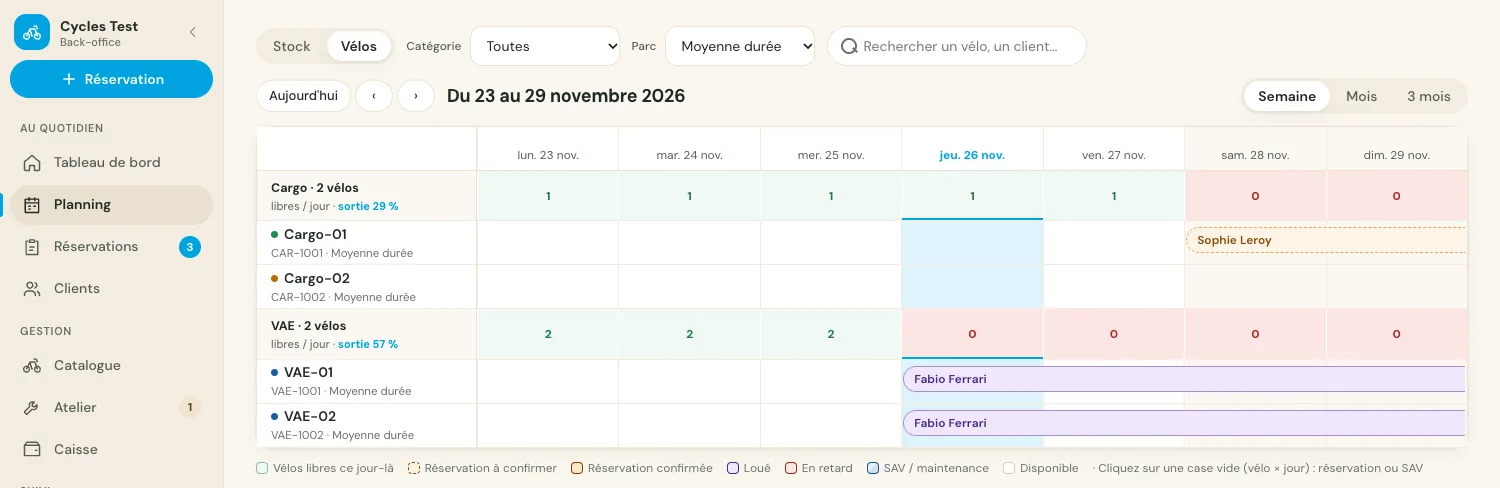 Cycles Test
Back-office
Réservation
AU QUOTIDIEN
Tableau de bord
Planning
Réservations 3
Clients
GESTION
Catalogue
Atelier 1
Caisse
Stock Vélos Catégorie Toutes Parc Moyenne durée Rechercher un vélo, un client…
Aujourd'hui ‹ › Du 23 au 29 novembre 2026 Semaine Mois 3 mois
lun. 23 nov. mar. 24 nov. mer. 25 nov. jeu. 26 nov. ven. 27 nov. sam. 28 nov. dim. 29 nov.
Cargo · 2 vélos
libres / jour · sortie 29 %
1 1 1 1 1 0 0
Cargo-01
CAR-1001 · Moyenne durée
Sophie Leroy
Cargo-02
CAR-1002 · Moyenne durée
VAE · 2 vélos
libres / jour · sortie 57 %
2 2 2 0 0 0 0
VAE-01
VAE-1001 · Moyenne durée
Fabio Ferrari
VAE-02
VAE-1002 · Moyenne durée
Fabio Ferrari
Vélos libres ce jour-là Réservation à confirmer Réservation confirmée Loué En retard SAV / maintenance Disponible · Cliquez sur une case vide (vélo × jour) : réservation ou SAV